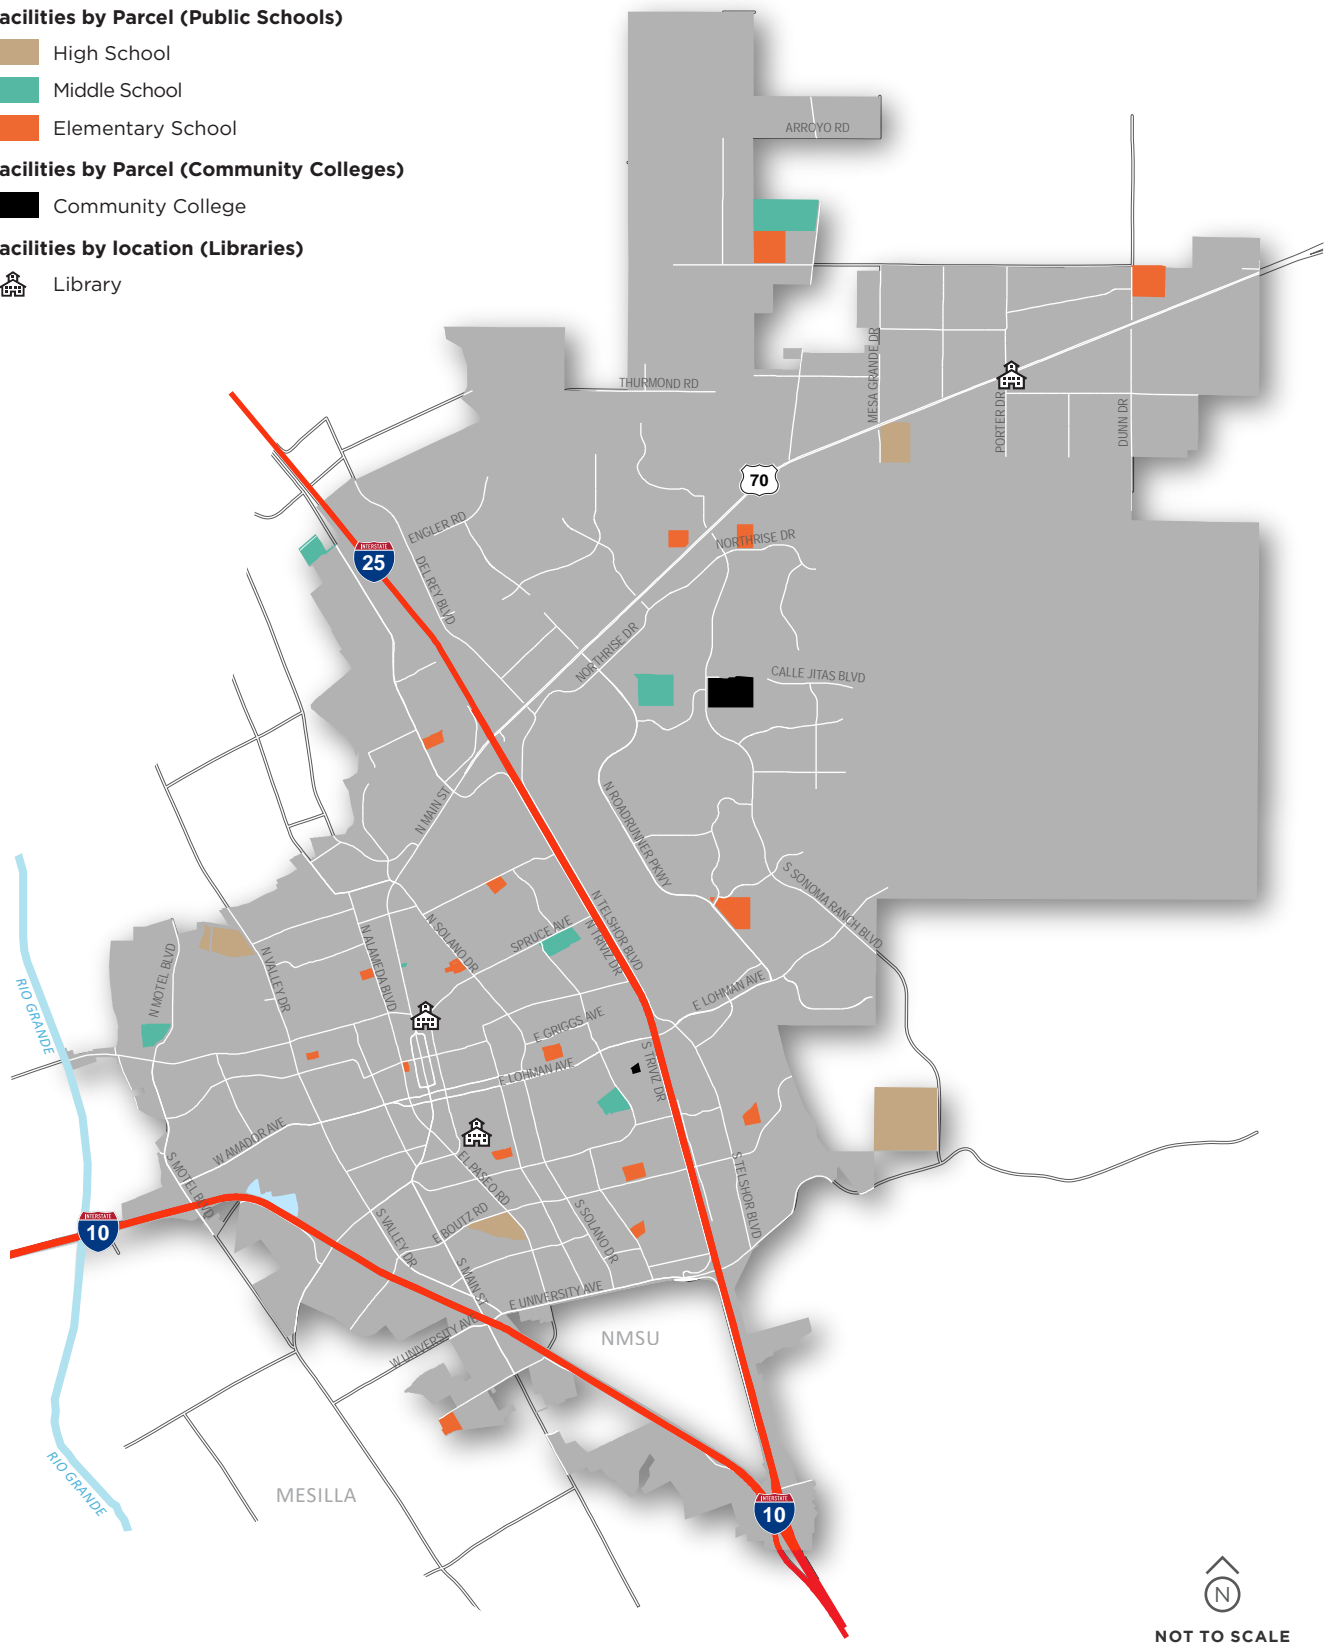 acilities by Parcel (Public Schools)
High School
Middle School
Elementary School
acilities by Parcel (Community Colleges)
Community College
acilities by location (Libraries)
Library
ARROYO RD
THURMOND RD
MESA GRANDE DR
PORTER DR
DUNN DR
70
ENGLER RD
NORTHRISE DR
INTERSTATE
25
DEL REY BLVD
NORTHRISE DR
CALLE JITAS BLVD
N MAIN ST
N ROADRUNNER PKWY
S SONOMA RANCH BLVD
N TELSHOR BLVD
N TRIVIZ DR
SPRUCE AVE
N SOLANO DR
N ALAMEDA BLVD
N VALLEY DR
N MOTEL BLVD
RIO GRANDE
E LOHMAN AVE
E GRIGGS AVE
E LOHMAN AVE
S TRIVIZ DR
W AMADOR AVE
S MOTEL BLVD
EL PASEO RD
S TELSHOR BLVD
INTERSTATE
10
S VALLEY DR
E BOUTZ RD
S SOLANO DR
S MAIN ST
E UNIVERSITY AVE
W UNIVERSITY AVE
NMSU
RIO GRANDE
MESILLA
INTERSTATE
10
N
NOT TO SCALE